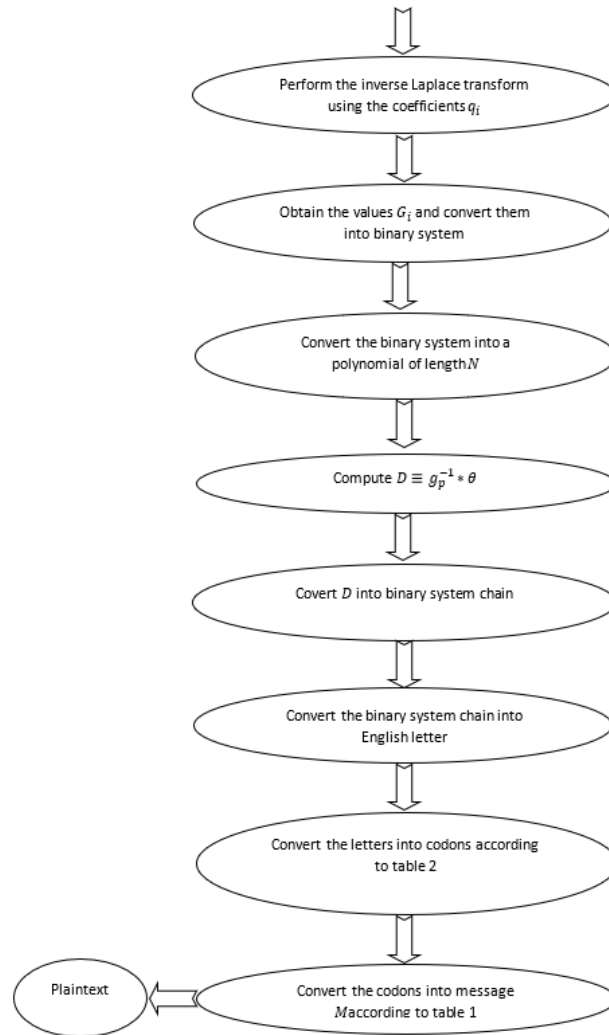 Perform the inverse Laplace transform
using the coefficients q_i
Obtain the values G_i and convert them
into binary system
Convert the binary system into a
polynomial of length N
Compute D ≡ g_p^{-1} * θ
Covert D into binary system chain
Convert the binary system chain into
English letter
Convert the letters into codons according
to table 2
Plaintext
Convert the codons into message
Maccording to table 1